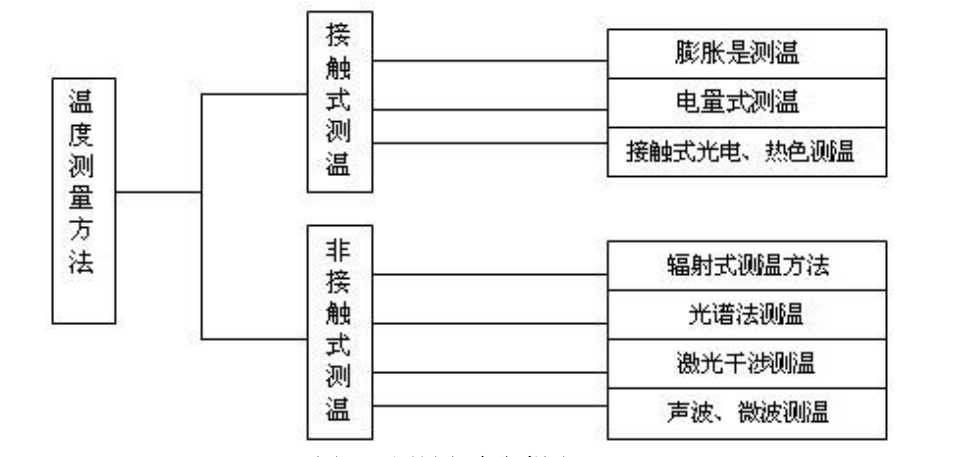 温度测量方法
接触式测温
膨胀是测温
电量式测温
接触式光电、热色测温
非接触式测温
辐射式测温方法
光谱法测温
激光干涉测温
声波、微波测温